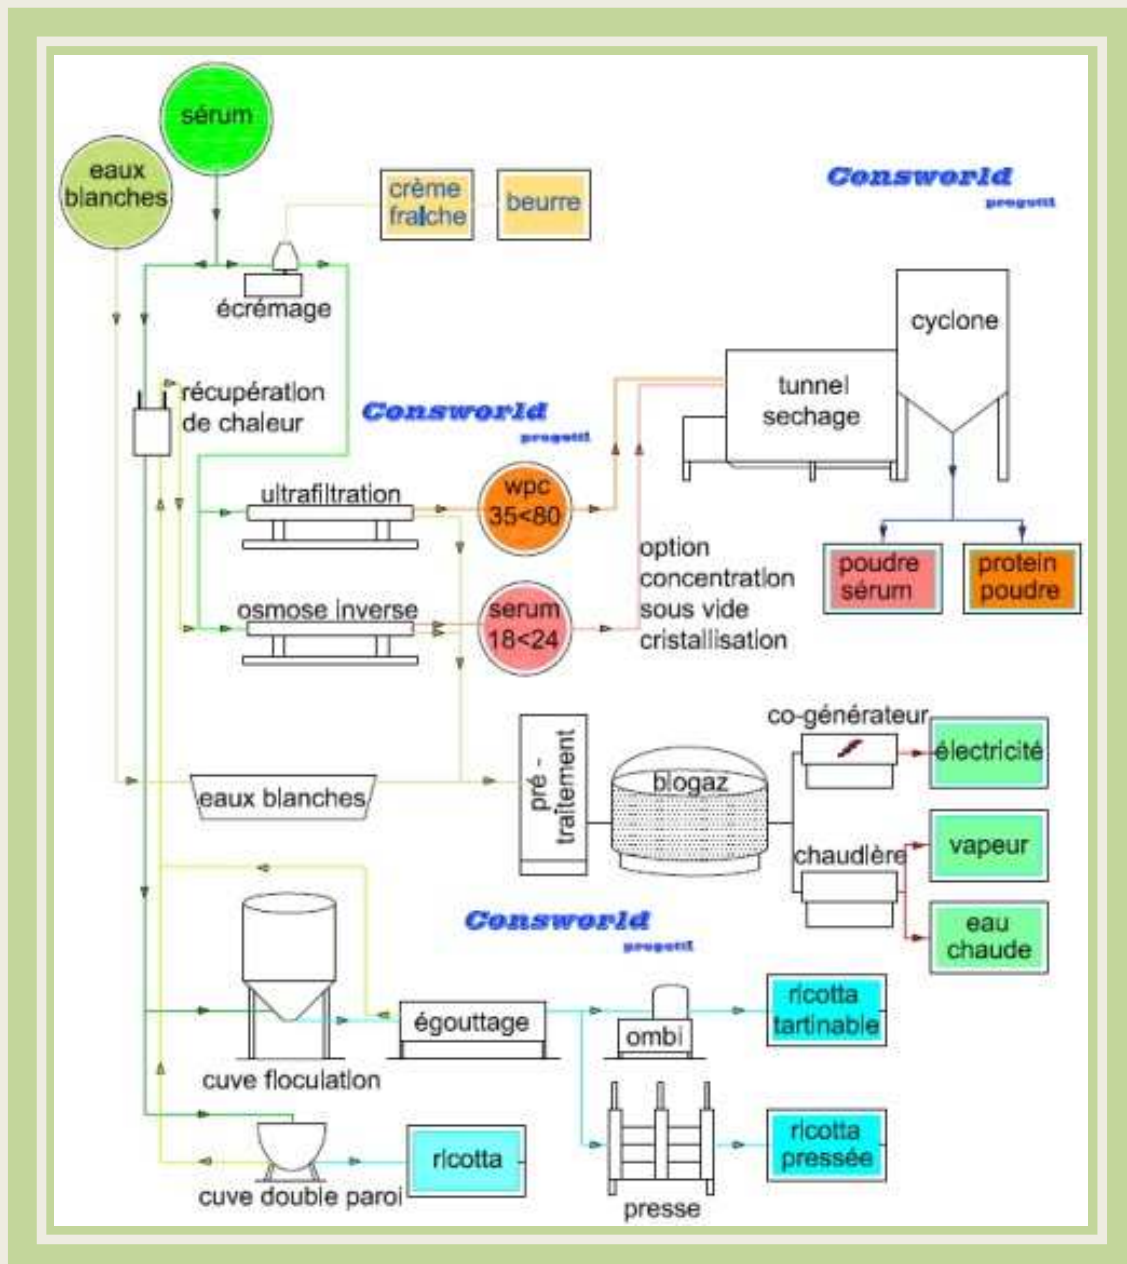 sérum
eaux
blanches
crème
fraîche
beurre
Consworld
progetti
écrémage
cyclone
tunnel
sechage
récupération
de chaleur
Consworld
progetti
ultrafiltration
wpc
35<80
option
concentration
sous vide
cristallisation
poudre
sérum
protein
poudre
osmose inverse
serum
18<24
co-générateur
électricité
pré -
traîtement
biogaz
eaux blanches
chaudière
vapeur
eau
chaude
Consworld
progetti
ricotta
tartinable
égouttage
ombi
cuve floculation
ricotta
pressée
ricotta
cuve double paroi
presse